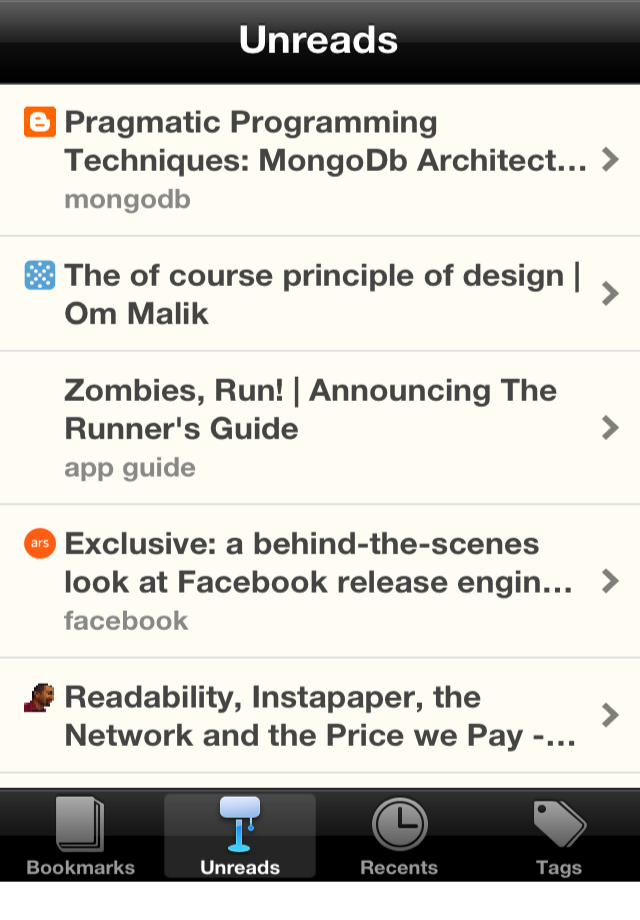 Unreads
Pragmatic Programming
Techniques: MongoDb Architect...
mongodb
The of course principle of design |
Om Malik
Zombies, Run! | Announcing The
Runner's Guide
app guide
ars
Exclusive: a behind-the-scenes
look at Facebook release engin...
facebook
Readability, Instapaper, the
Network and the Price we Pay -...
Bookmarks
Unreads
Recents
Tags